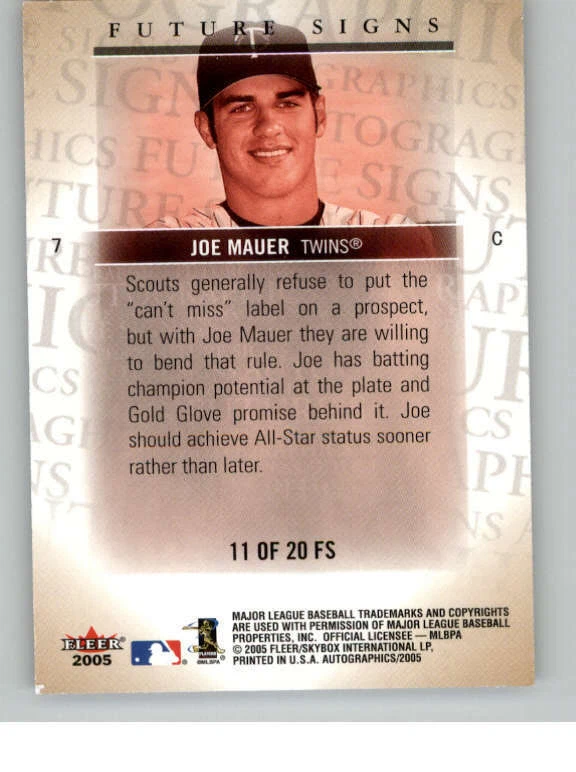 FUTURE SIGNS
7
C
JOE MAUER TWINS®
Scouts generally refuse to put the
"can't miss" label on a prospect,
but with Joe Mauer they are willing
to bend that rule. Joe has batting
champion potential at the plate and
Gold Glove promise behind it. Joe
should achieve All-Star status sooner
rather than later.
11 OF 20 FS
FLEER
2005
©MLBPA
MAJOR LEAGUE BASEBALL TRADEMARKS AND COPYRIGHTS
ARE USED WITH PERMISSION OF MAJOR LEAGUE BASEBALL
PROPERTIES, INC. OFFICIAL LICENSEE — MLBPA
© 2005 FLEER/SKYBOX INTERNATIONAL LP,
PRINTED IN U.S.A. AUTOGRAPHICS/2005